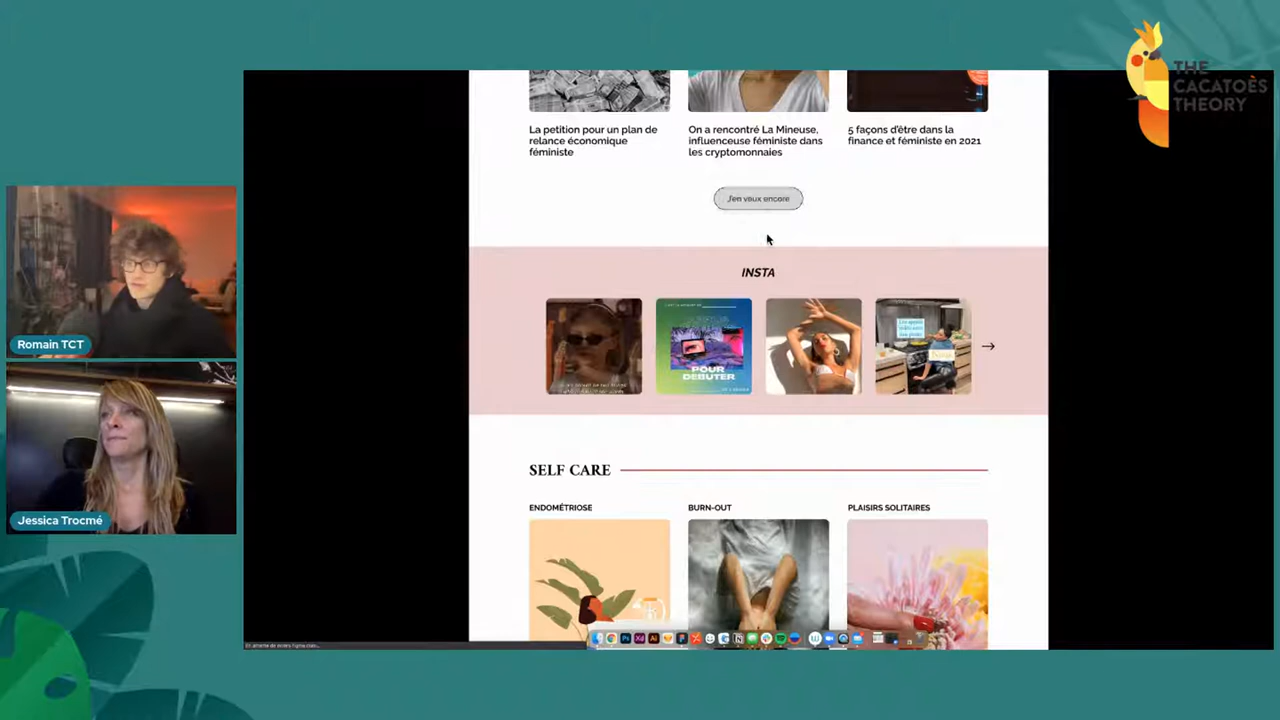 THE
CACATOÈS
THEORY
La petition pour un plan de
relance économique
féministe
On a rencontré La Mineuse,
influenceuse féministe dans
les cryptomonnaies
5 façons d'être dans la
finance et féministe en 2021
J'en veux encore
INSTA
POUR
DEBUTER
SELF CARE
ENDOMÉTRIOSE
BURN-OUT
PLAISIRS SOLITAIRES
Romain TCT
Jessica Trocmé